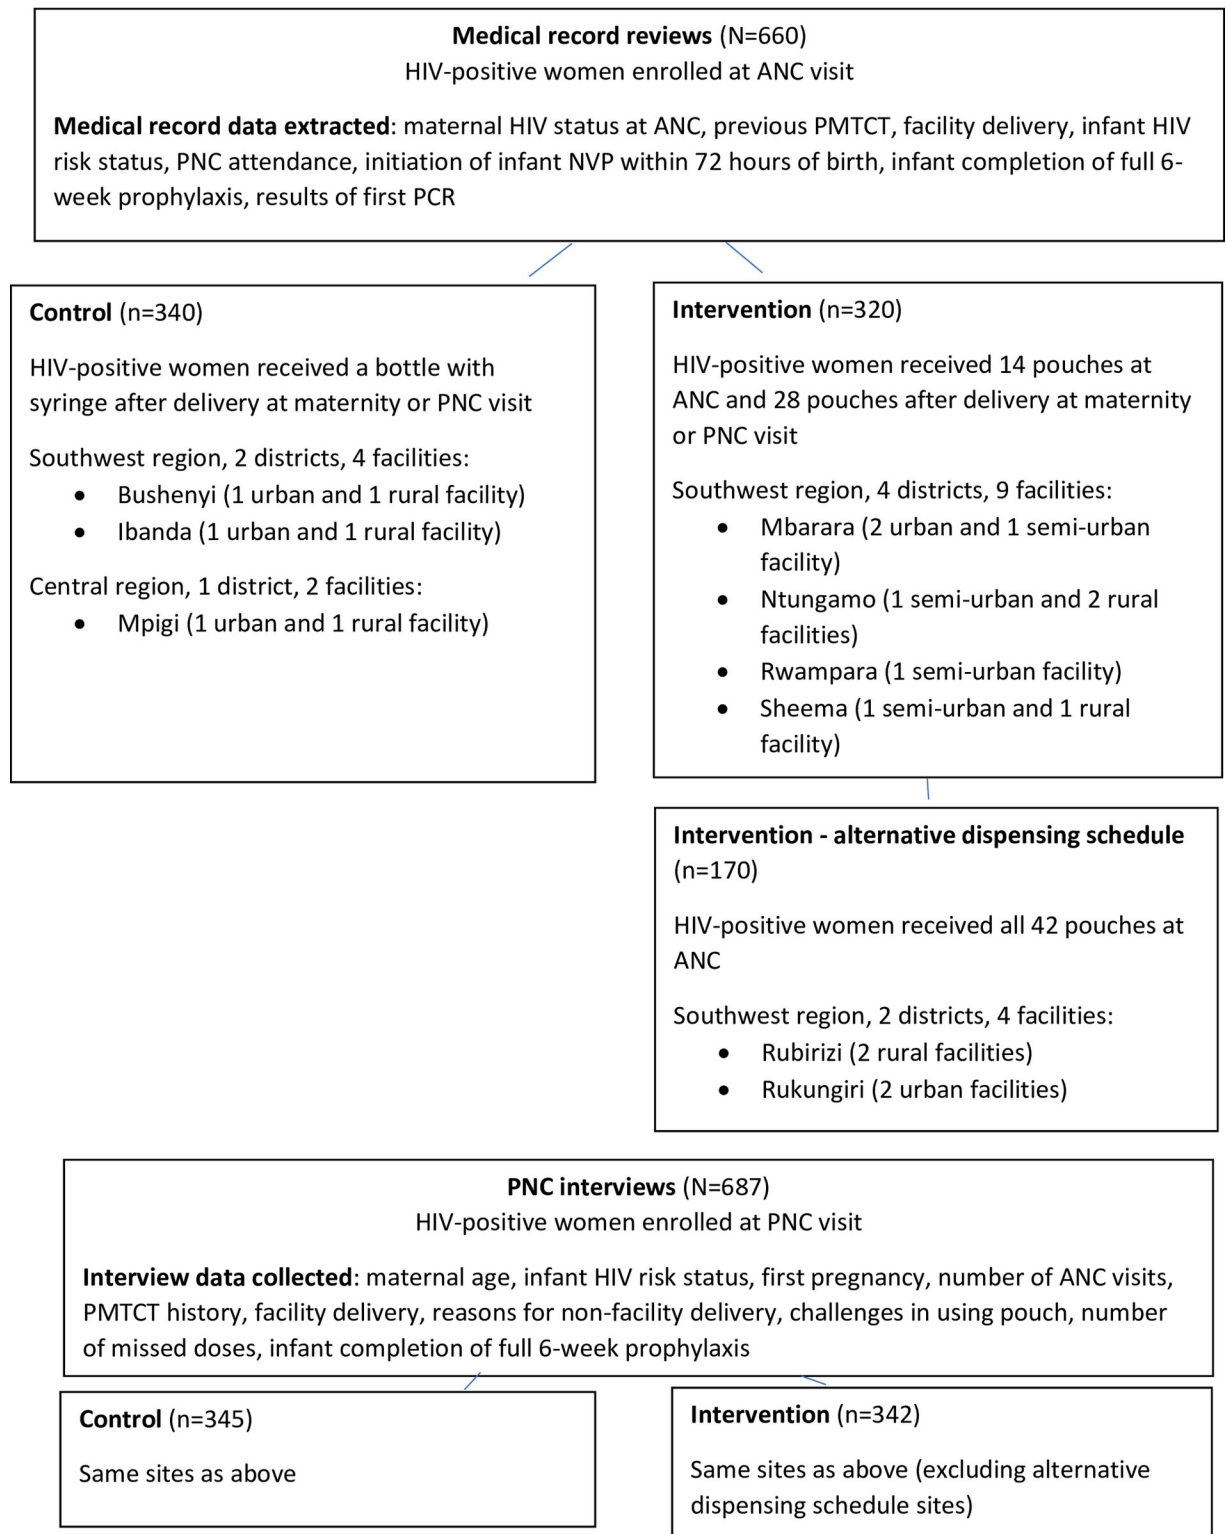 Medical record reviews (N=660)
HIV-positive women enrolled at ANC visit
Medical record data extracted: maternal HIV status at ANC, previous PMTCT, facility delivery, infant HIV
risk status, PNC attendance, initiation of infant NVP within 72 hours of birth, infant completion of full 6-
week prophylaxis, results of first PCR
Control (n=340)
HIV-positive women received a bottle with
syringe after delivery at maternity or PNC visit
Southwest region, 2 districts, 4 facilities:
• Bushenyi (1 urban and 1 rural facility)
• Ibanda (1 urban and 1 rural facility)
Central region, 1 district, 2 facilities:
• Mpigi (1 urban and 1 rural facility)
Intervention (n=320)
HIV-positive women received 14 pouches at
ANC and 28 pouches after delivery at maternity
or PNC visit
Southwest region, 4 districts, 9 facilities:
• Mbarara (2 urban and 1 semi-urban
facility)
• Ntungamo (1 semi-urban and 2 rural
facilities)
• Rwampara (1 semi-urban facility)
• Sheema (1 semi-urban and 1 rural
facility)
Intervention - alternative dispensing schedule
(n=170)
HIV-positive women received all 42 pouches at
ANC
Southwest region, 2 districts, 4 facilities:
• Rubirizi (2 rural facilities)
• Rukungiri (2 urban facilities)
PNC interviews (N=687)
HIV-positive women enrolled at PNC visit
Interview data collected: maternal age, infant HIV risk status, first pregnancy, number of ANC visits,
PMTCT history, facility delivery, reasons for non-facility delivery, challenges in using pouch, number
of missed doses, infant completion of full 6-week prophylaxis
Control (n=345)
Same sites as above
Intervention (n=342)
Same sites as above (excluding alternative
dispensing schedule sites)